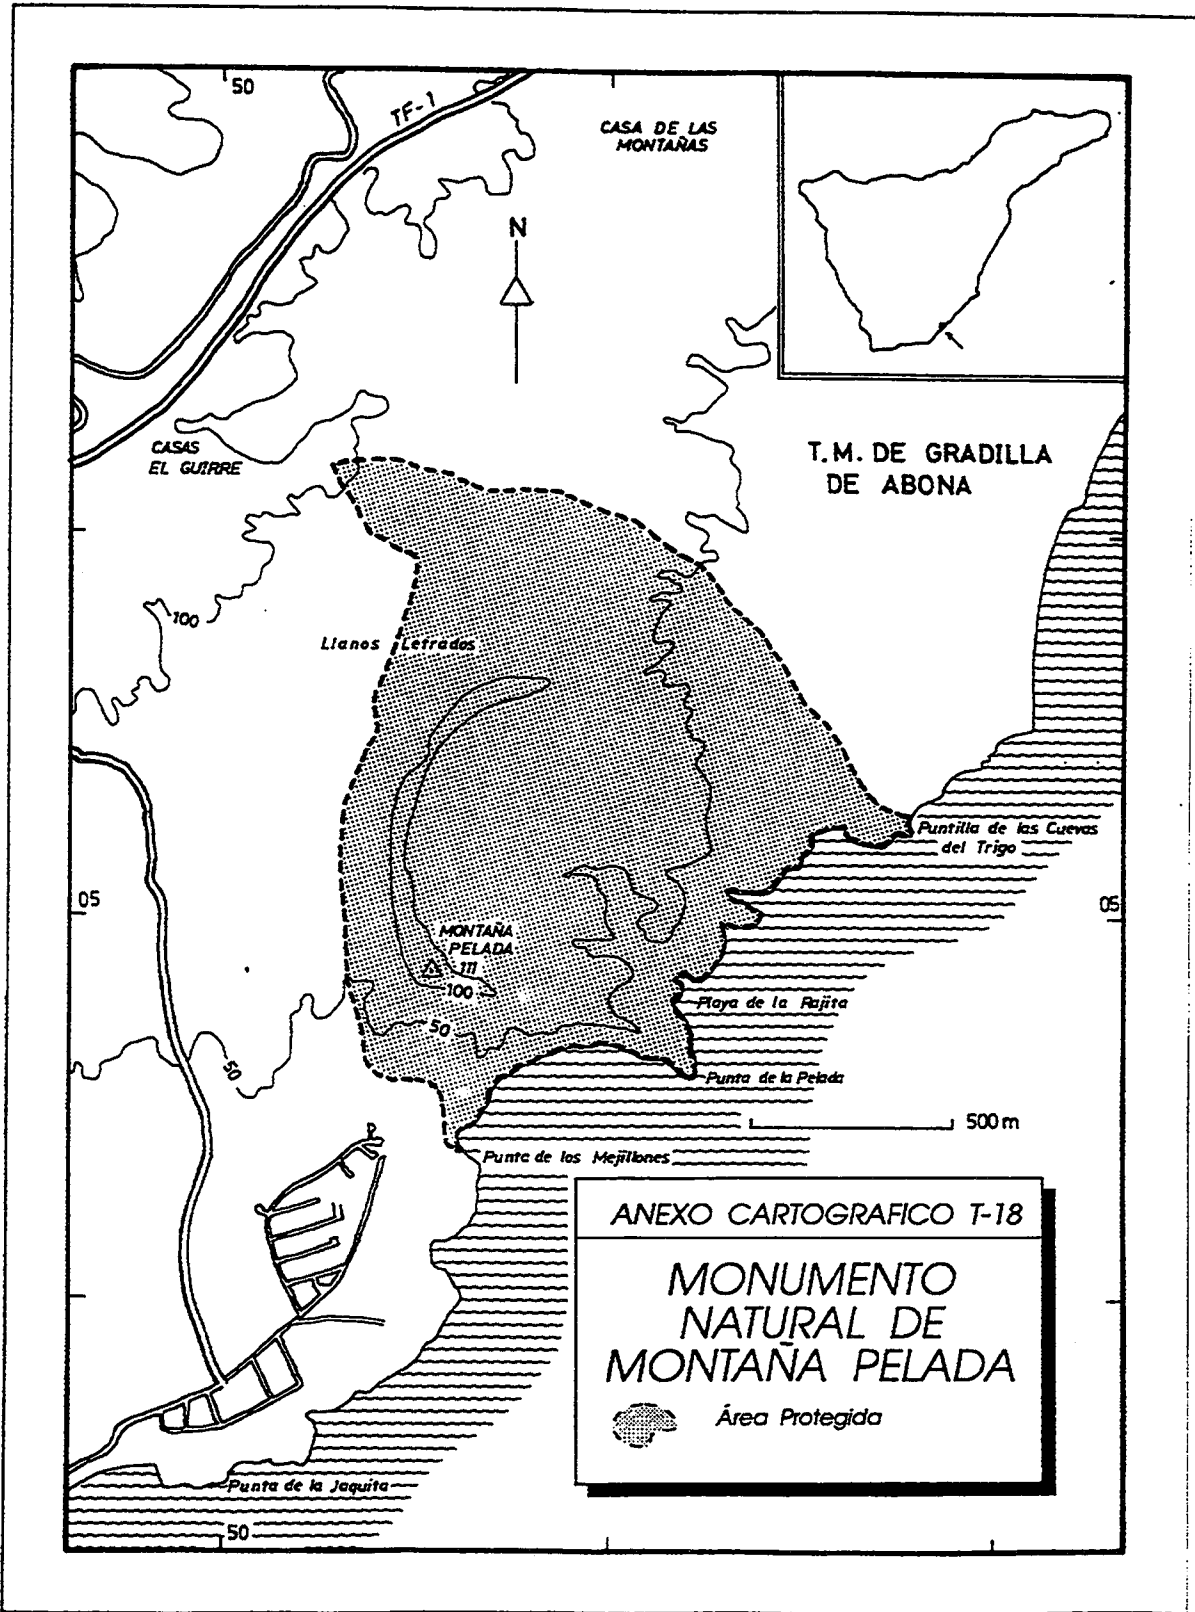 50
TF-1
CASA DE LAS
MONTAÑAS
N
CASAS
EL GUIRRE
T.M. DE GRADILLA
DE ABONA
100
Llanos Letrados
Puntilla de las Cuevas
del Trigo
05
05
MONTAÑA
PELADA
111
100
Playa de la Rajita
50
50
Punta de la Pelada
500 m
Punta de los Mejillones
ANEXO CARTOGRAFICO T-18
MONUMENTO
NATURAL DE
MONTAÑA PELADA
Área Protegida
Punta de la Jaquita
50